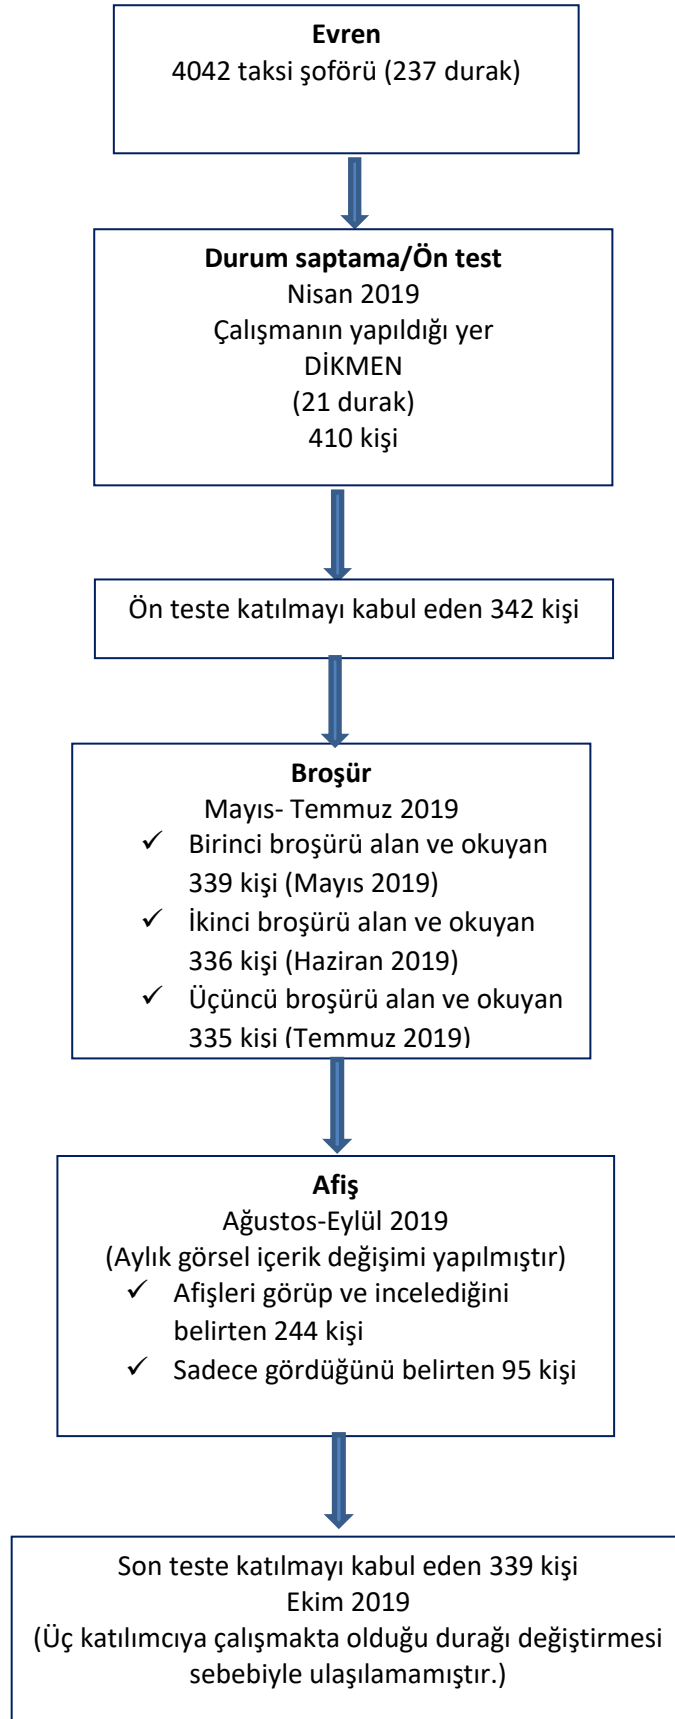 Evren
4042 taksi şoförü (237 durak)
Durum saptama/Ön test
Nisan 2019
Çalışmanın yapıldığı yer
DİKMEN
(21 durak)
410 kişi
Ön teste katılmayı kabul eden 342 kişi
Broşür
Mayıs- Temmuz 2019
✓ Birinci broşürü alan ve okuyan
339 kişi (Mayıs 2019)
✓ İkinci broşürü alan ve okuyan
336 kişi (Haziran 2019)
✓ Üçüncü broşürü alan ve okuyan
335 kişi (Temmuz 2019)
Afiş
Ağustos-Eylül 2019
(Aylık görsel içerik değişimi yapılmıştır)
✓ Afişleri görüp ve incelediğini
belirten 244 kişi
✓ Sadece gördüğünü belirten 95 kişi
Son teste katılmayı kabul eden 339 kişi
Ekim 2019
(Üç katılımcıya çalışmakta olduğu durağı değiştirmesi
sebebiyle ulaşılamamıştır.)